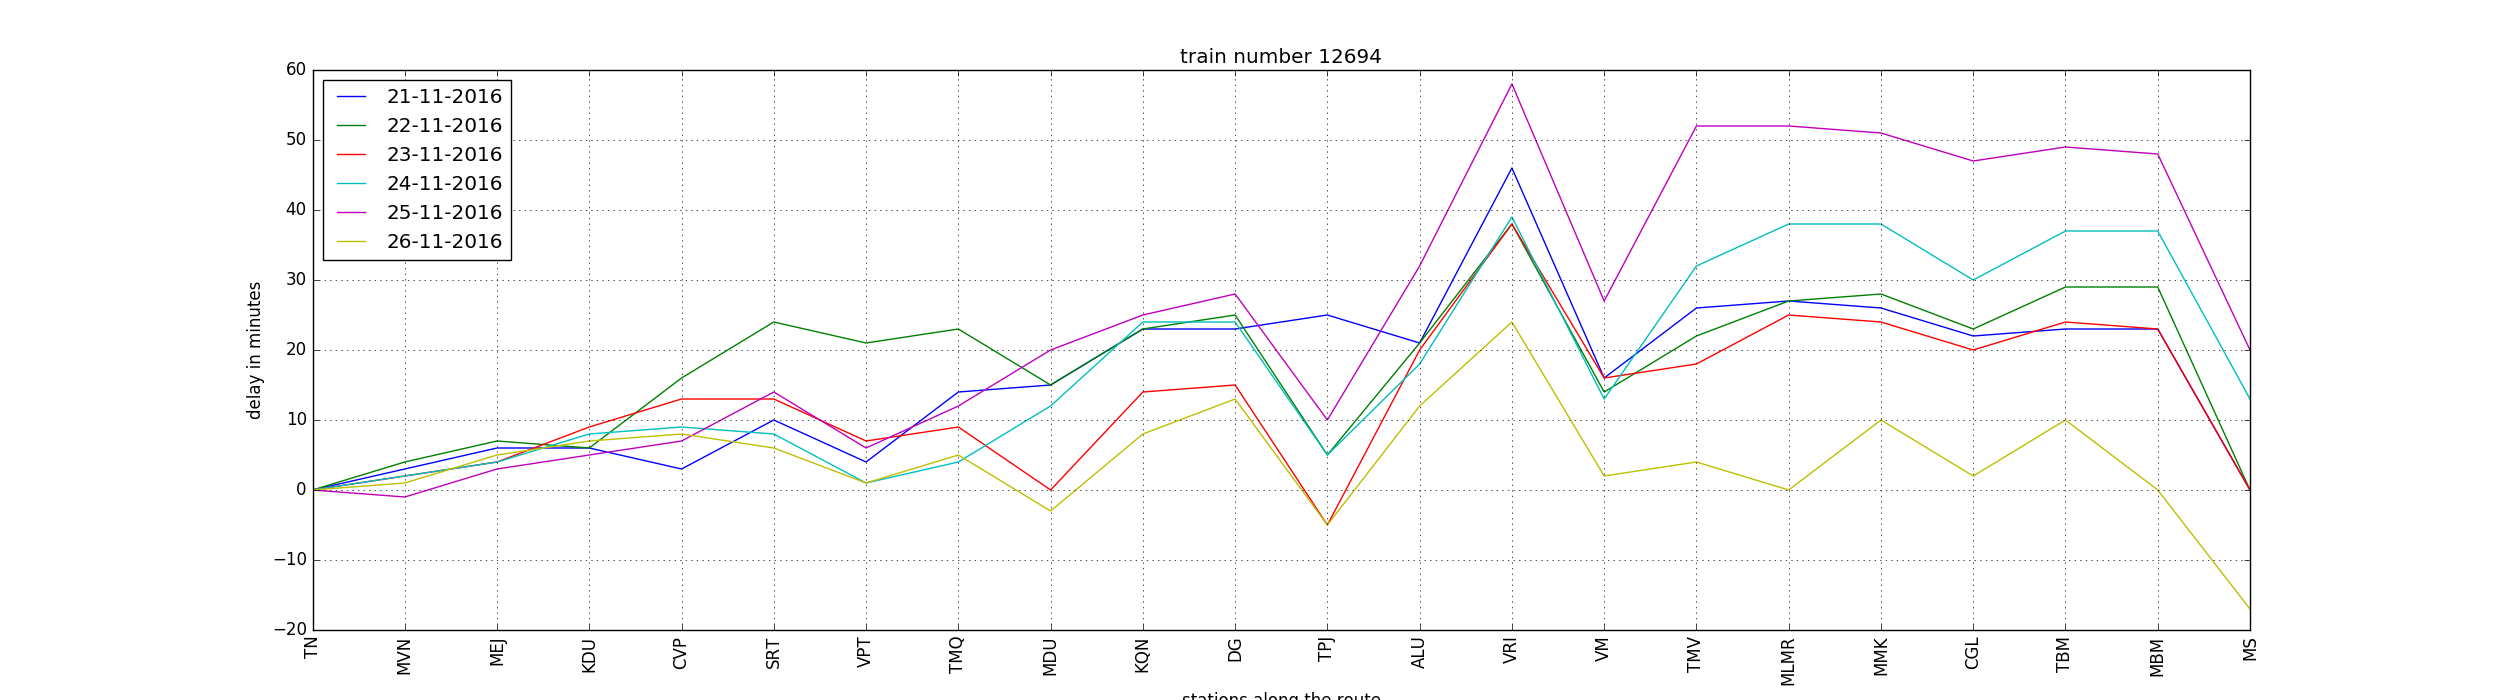 train number 12694
60
50
40
30
20
10
0
−10
−20
delay in minutes
21-11-2016
22-11-2016
23-11-2016
24-11-2016
25-11-2016
26-11-2016
TN
MVN
MEJ
KDU
CVP
SRT
VPT
TMQ
MDU
KQN
DG
TPJ
ALU
VRI
VM
TMV
MLMR
MMK
CGL
TBM
MBM
MS
stations along the route